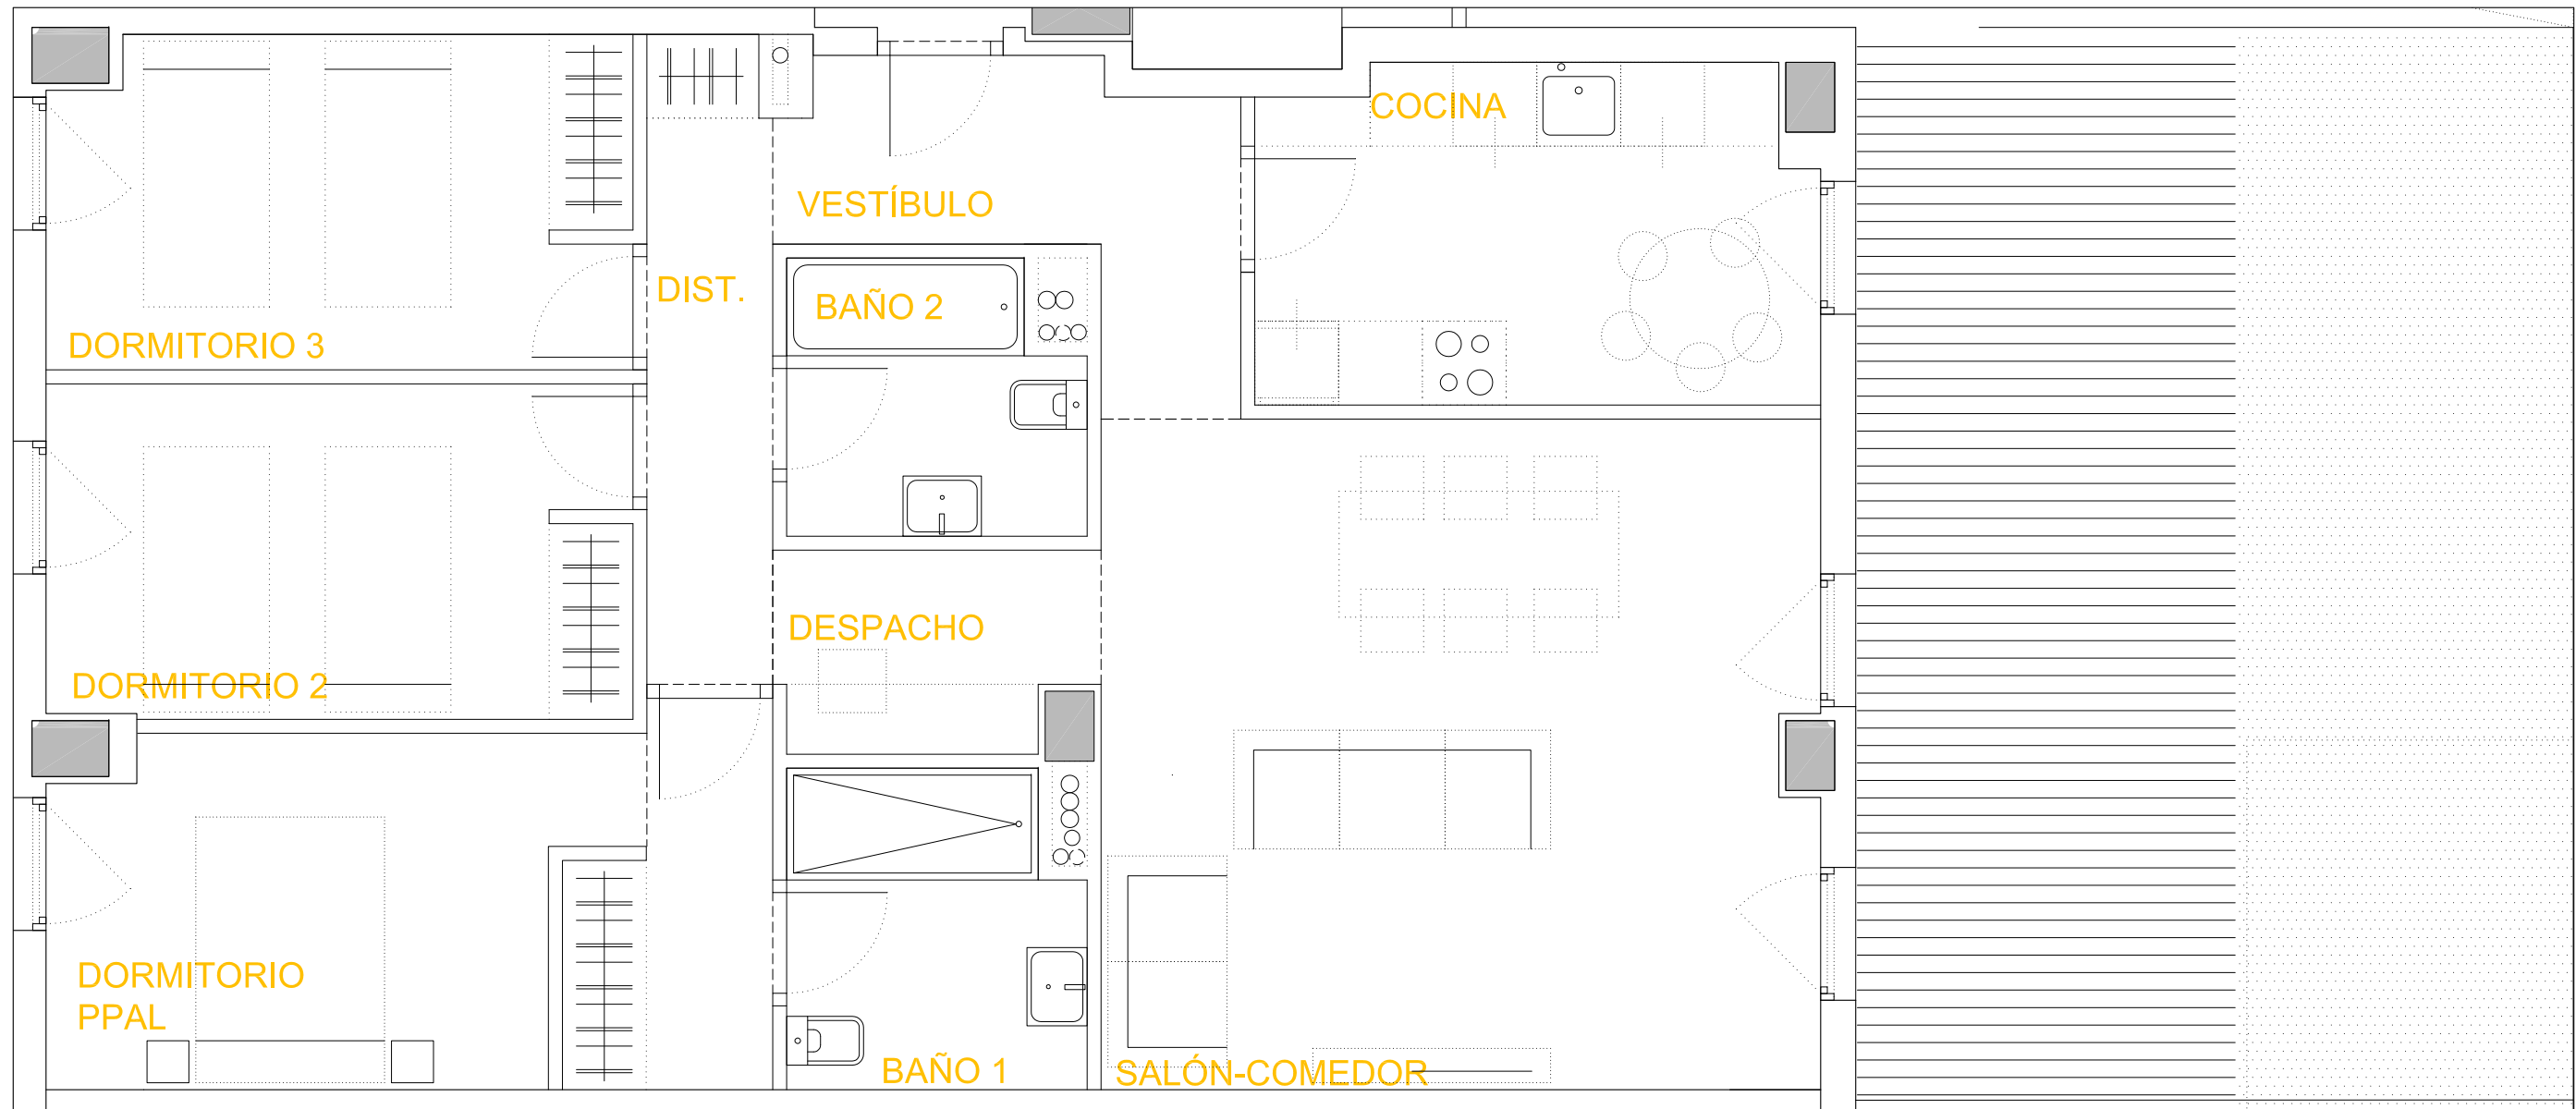 COCINA
VESTÍBULO
DIST.
BAÑO 2
DORMITORIO 3
DESPACHO
DORMITORIO 2
DORMITORIO
PPAL
BAÑO 1
SALÓN-COMEDOR